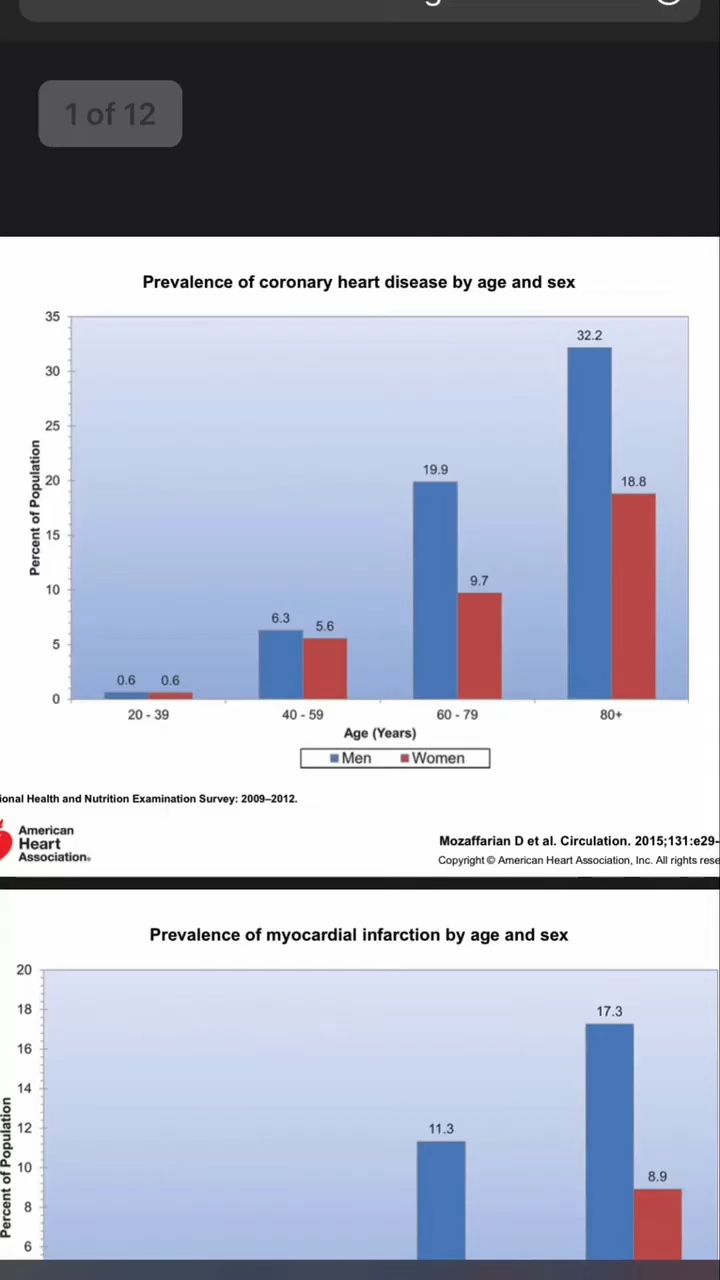 1 of 12
Prevalence of coronary heart disease by age and sex
35
30
25
20
15
10
5
0
Percent of Population
0.6
0.6
6.3
5.6
19.9
9.7
32.2
18.8
20 - 39
40 - 59
60 - 79
80+
Age (Years)
Men
Women
ional Health and Nutrition Examination Survey: 2009–2012.
American
Heart
Association®
Mozaffarian D et al. Circulation. 2015;131:e29-
Copyright © American Heart Association, Inc. All rights rese
Prevalence of myocardial infarction by age and sex
20
18
16
14
12
10
8
6
Percent of Population
11.3
17.3
8.9